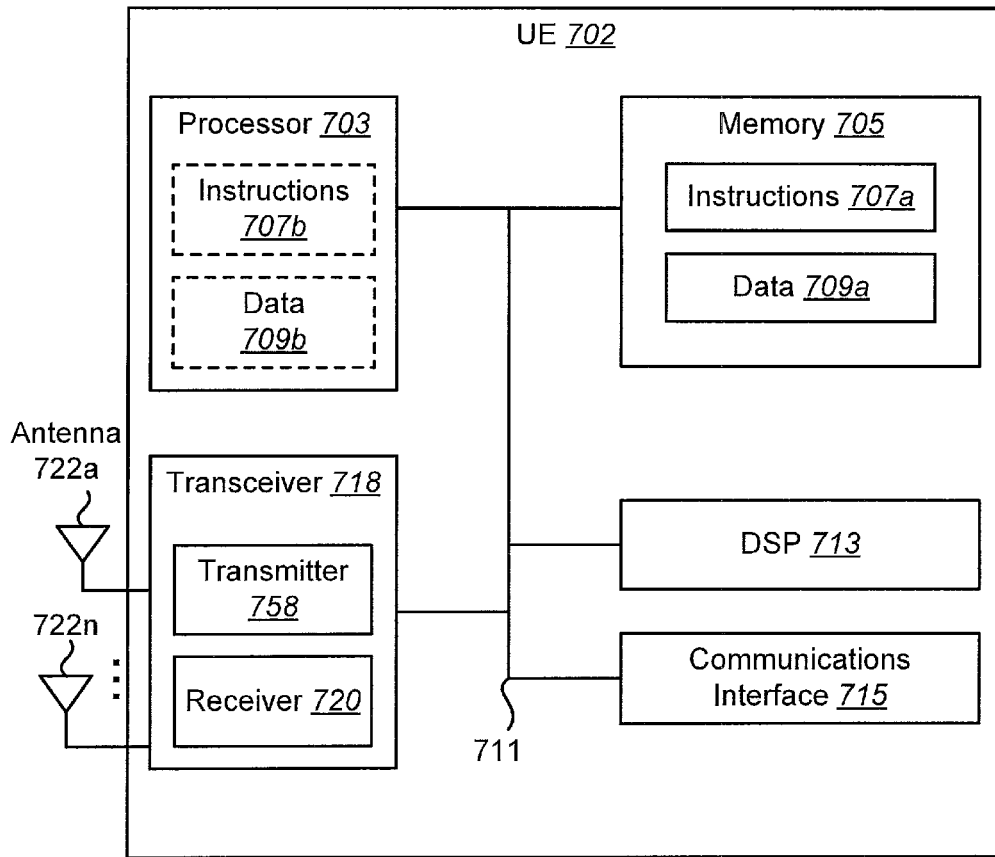 UE 702
Processor 703
Instructions
707b
Data
709b
Memory 705
Instructions 707a
Data 709a
Antenna
722a
722n
Transceiver 718
Transmitter
758
Receiver 720
DSP 713
Communications
Interface 715
711